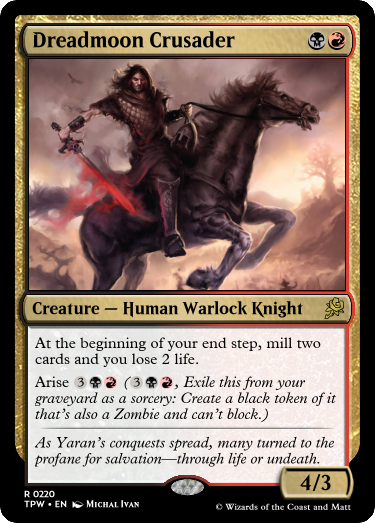 Dreadmoon Crusader
Creature — Human Warlock Knight
At the beginning of your end step, mill two
cards and you lose 2 life.
Arise 3 ( 3 , Exile this from your
graveyard as a sorcery: Create a black token of it
that's also a Zombie and can't block.)
As Yaran's conquests spread, many turned to the
profane for salvation—through life or undeath.
4/3
R 0220
TPW • EN Michal Ivan
© Wizards of the Coast and Matt